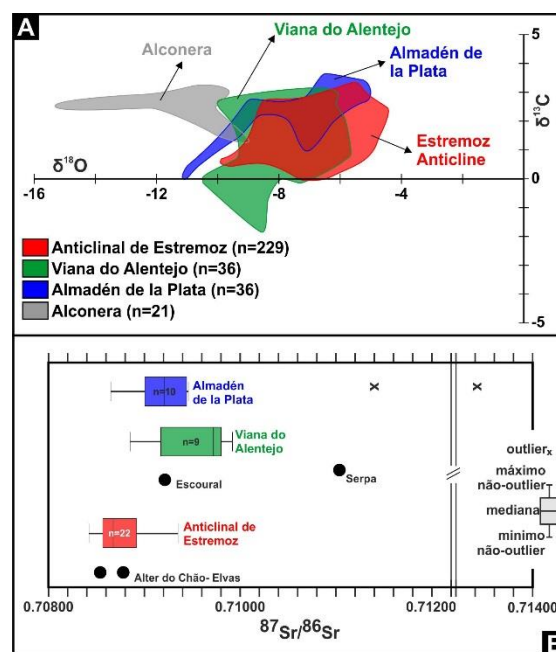 A
Viana do Alentejo
Alconera
Almadén de
la Plata
5
δ13C
δ18O
Estremoz
Anticline
-16
-12
-8
-4
0
Anticlinal de Estremoz (n=229)
Viana do Alentejo (n=36)
Almadén de la Plata (n=36)
Alconera (n=21)
-5
n=10
Almadén
de la Plata
x
x
n=9
Viana do
Alentejo
outlier x
Escoural
Serpa
máximo
não-outlier
mediana
n=22
Anticlinal de
Estremoz
minimo
não-outlier
Alter do Chão- Elvas
0.70800
0.71000
0.71200
0.71400
87Sr/86Sr